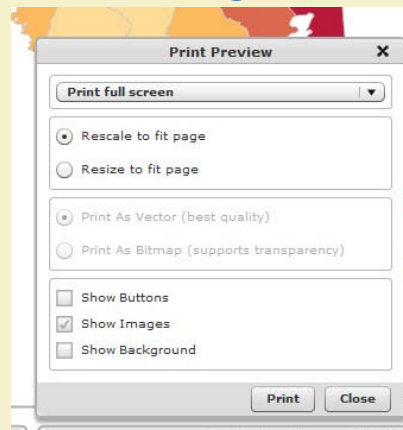 Print Preview
Print full screen
Rescale to fit page
Resize to fit page
Print As Vector (best quality)
Print As Bitmap (supports transparency)
Show Buttons
Show Images
Show Background
Print Close